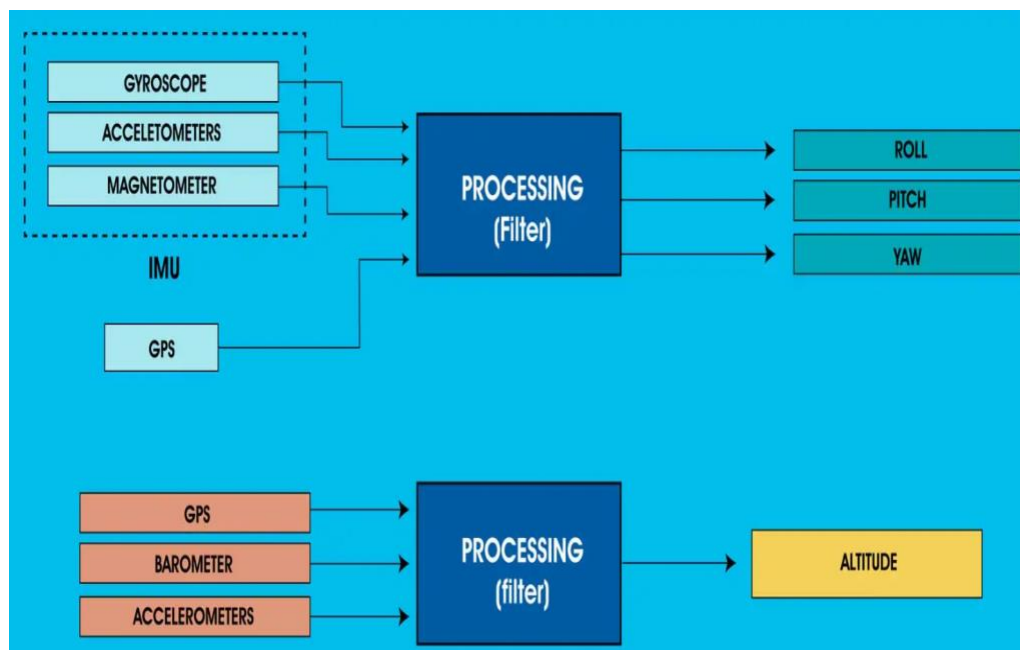 GYROSCOPE
ACCELETOMETERS
MAGNETOMETER
IMU
GPS
PROCESSING
(Filter)
ROLL
PITCH
YAW
GPS
BAROMETER
ACCELEROMETERS
PROCESSING
(filter)
ALTITUDE